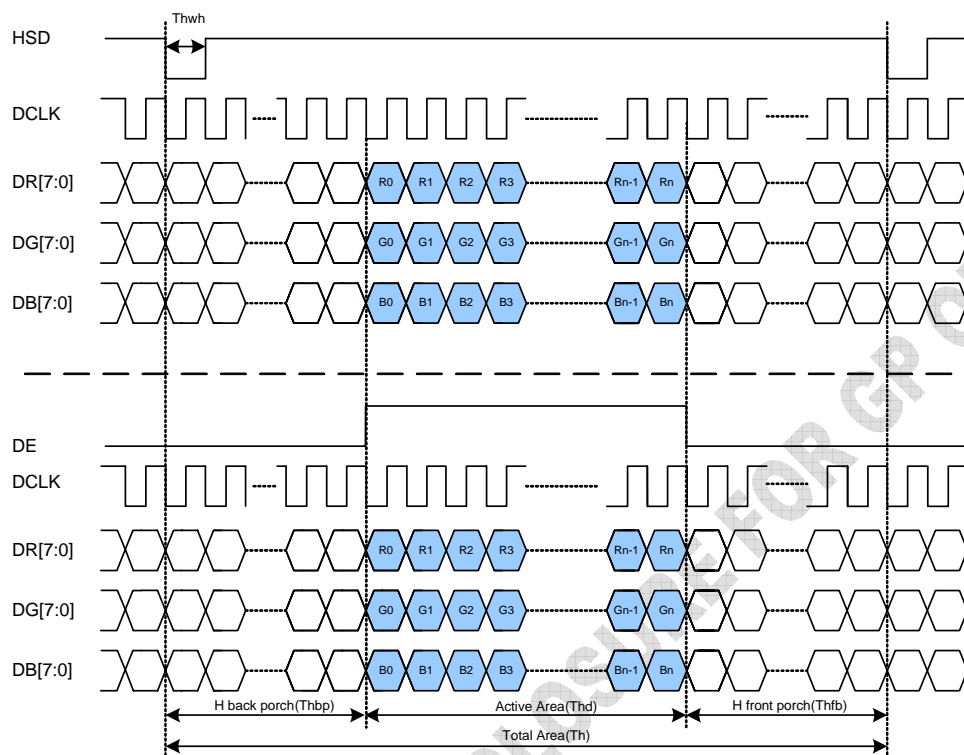 Thwh
HSD
DCLK
DR[7:0] R0 R1 R2 R3 Rn-1 Rn
DG[7:0] G0 G1 G2 G3 Gn-1 Gn
DB[7:0] B0 B1 B2 B3 Bn-1 Bn
DE
DCLK
DR[7:0] R0 R1 R2 R3 Rn-1 Rn
DG[7:0] G0 G1 G2 G3 Gn-1 Gn
DB[7:0] B0 B1 B2 B3 Bn-1 Bn
H back porch(Thbp) Active Area(Thd) H front porch(Thfb)
Total Area(Th)
FOR GP